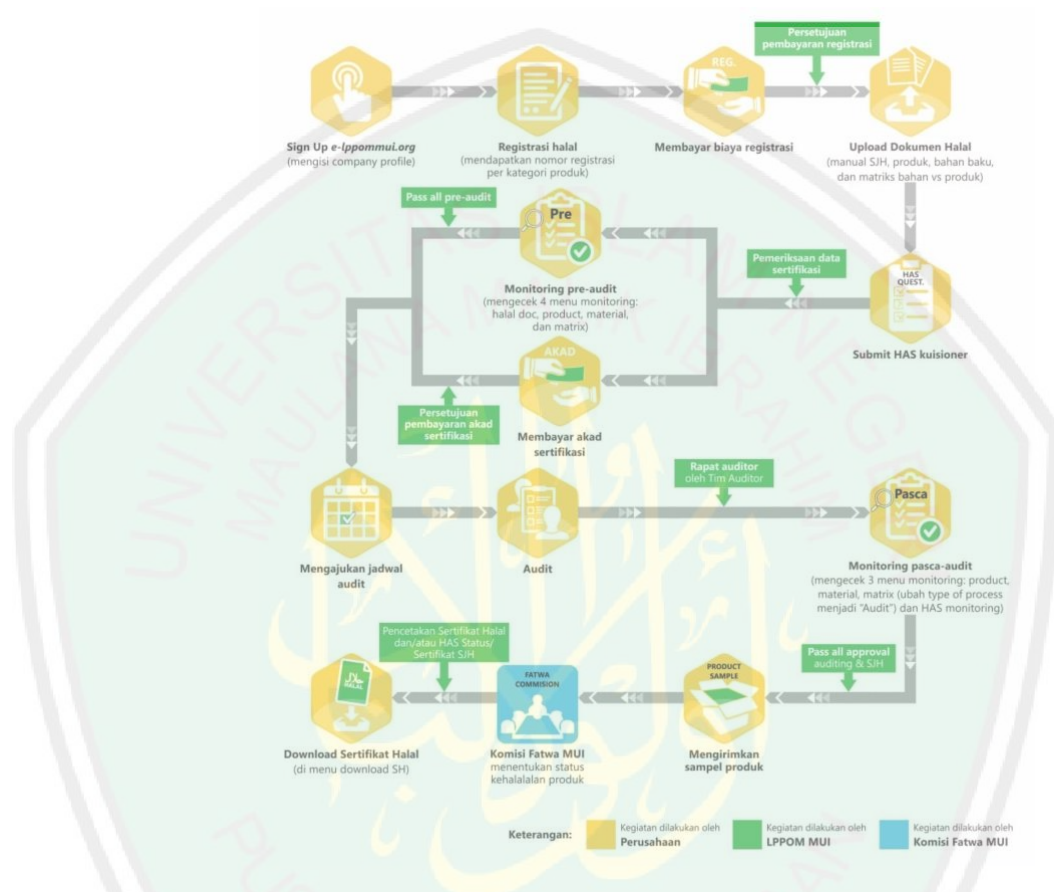 Persetujuan
pembayaran registrasi
REG.
Sign Up e-lppommui.org
(mengisi company profile)
Registrasi halal
(mendapatkan nomor registrasi
per kategori produk)
Membayar biaya registrasi
Upload Dokumen Halal
(manual SJH, produk, bahan baku,
dan matriks bahan vs produk)
Pass all pre-audit
Pre
Monitoring pre-audit
(mengecek 4 menu monitoring:
halal doc, product, material,
dan matrix)
Pemeriksaan data
sertifikasi
HAS
QUEST.
Submit HAS kuisioner
AKAD
Persetujuan
pembayaran akad
sertifikasi
Membayar akad
sertifikasi
Mengajukan jadwal
audit
Audit
Rapat auditor
oleh Tim Auditor
Pasca
Monitoring pasca-audit
(mengecek 3 menu monitoring: product,
material, matrix (ubah type of process
menjadi "Audit") dan HAS monitoring)
Pencetakan Sertifikat Halal
dan/atau HAS Status/
Sertifikat SJH
Pass all approval
auditing & SJH
HALAL
Download Sertifikat Halal
(di menu download SH)
FATWA
COMMISION
Komisi Fatwa MUI
menentukan status
kehalalalan produk
PRODUCT
SAMPLE
Mengirimkan
sampel produk
Keterangan:
Kegiatan dilakukan oleh
Perusahaan
Kegiatan dilakukan oleh
LPPOM MUI
Kegiatan dilakukan oleh
Komisi Fatwa MUI
UNIVERSITAS ISLAM NEGERI
MAULANA MALIK IBRAHIM